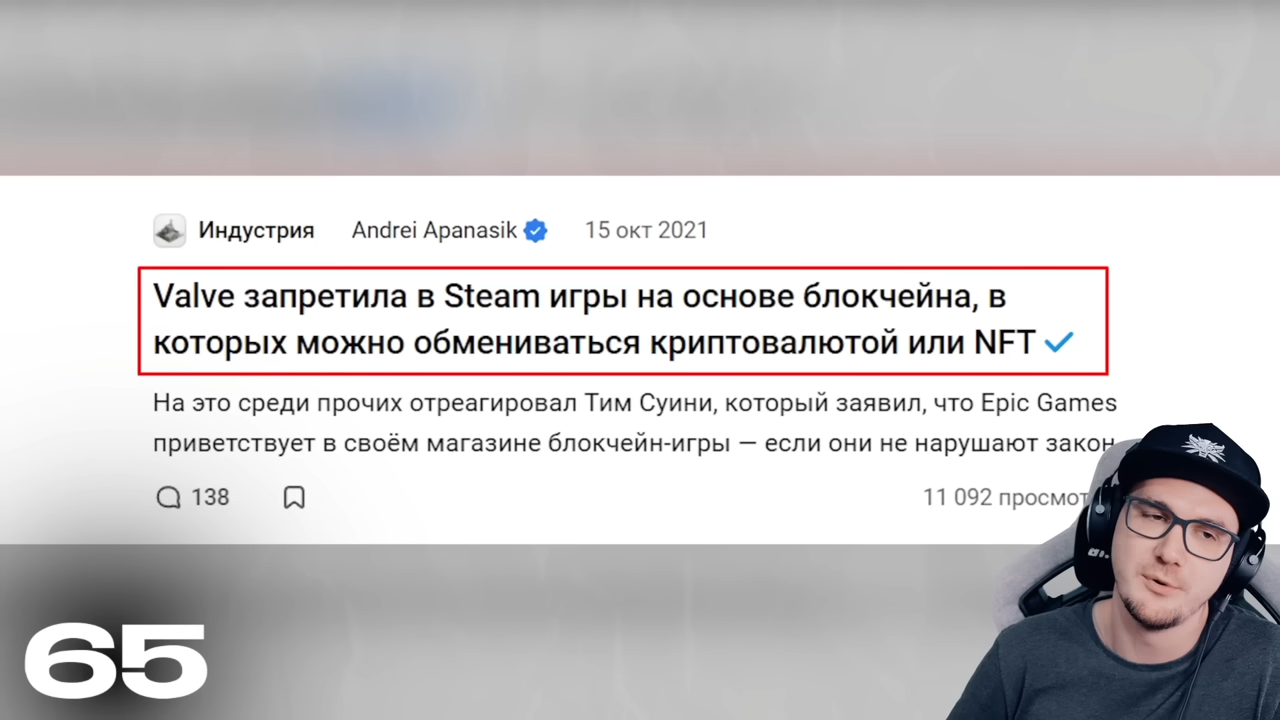 Индустрия Andrei Apanasik 15 окт 2021
Valve запретила в Steam игры на основе блокчейна, в
которых можно обмениваться криптовалютой или NFT
На это среди прочих отреагировал Тим Суини, который заявил, что Epic Games
приветствует в своём магазине блокчейн-игры — если они не нарушают закон
138 11 092
65